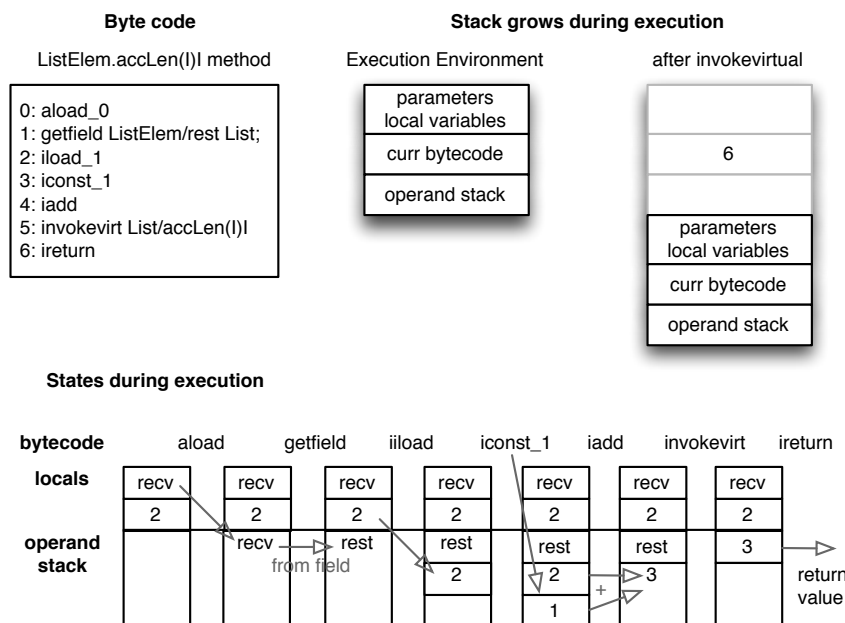 Byte code
Stack grows during execution
ListElem.accLen(I)I method
Execution Environment
after invokevirtual
0: aload_0
1: getfield ListElem/rest List;
2: iload_1
3: iconst_1
4: iadd
5: invokevirt List/accLen(I)I
6: ireturn
parameters
local variables
curr bytecode
operand stack
6
parameters
local variables
curr bytecode
operand stack
States during execution
bytecode aload getfield iiload iconst_1 iadd invokevirt ireturn
locals recv recv recv recv recv recv recv
2 2 2 2 2 2 2
operand stack recv rest rest rest rest 3
from field
2 2 + 3
1
return value